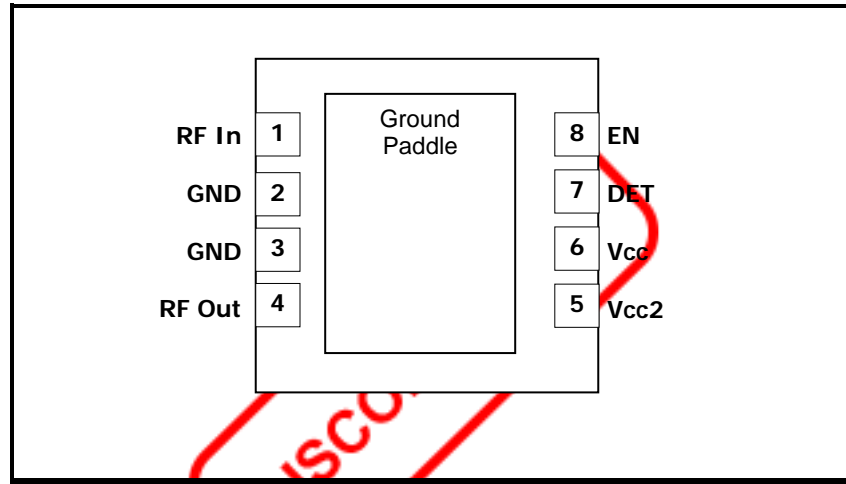 Ground
Paddle
RF In 1
GND 2
GND 3
RF Out 4
8 EN
7 DET
6 Vcc
5 Vcc2